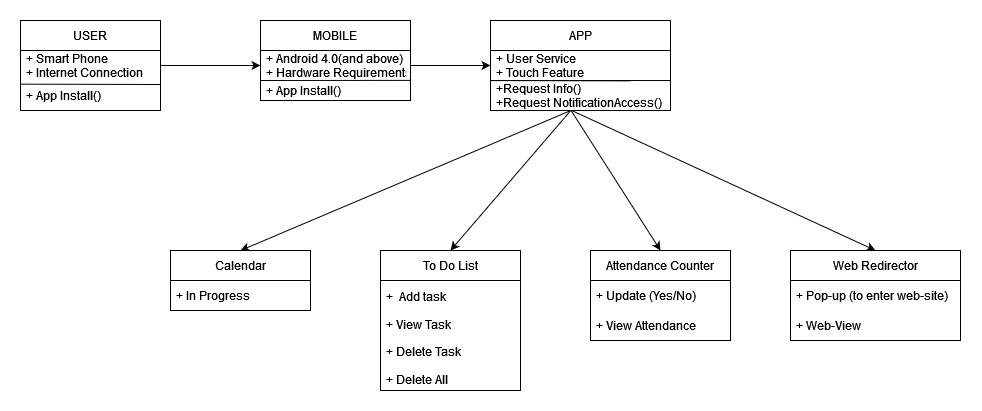 USER
+ Smart Phone
+ Internet Connection
+ App Install()
MOBILE
+ Android 4.0(and above)
+ Hardware Requirements
+ App Install()
APP
+ User Service
+ Touch Feature
+Request Info()
+Request NotificationAccess()
Calendar
+ In Progress
To Do List
+ Add task
+ View Task
+ Delete Task
+ Delete All
Attendance Counter
+ Update (Yes/No)
+ View Attendance
Web Redirector
+ Pop-up (to enter web-site)
+ Web-View